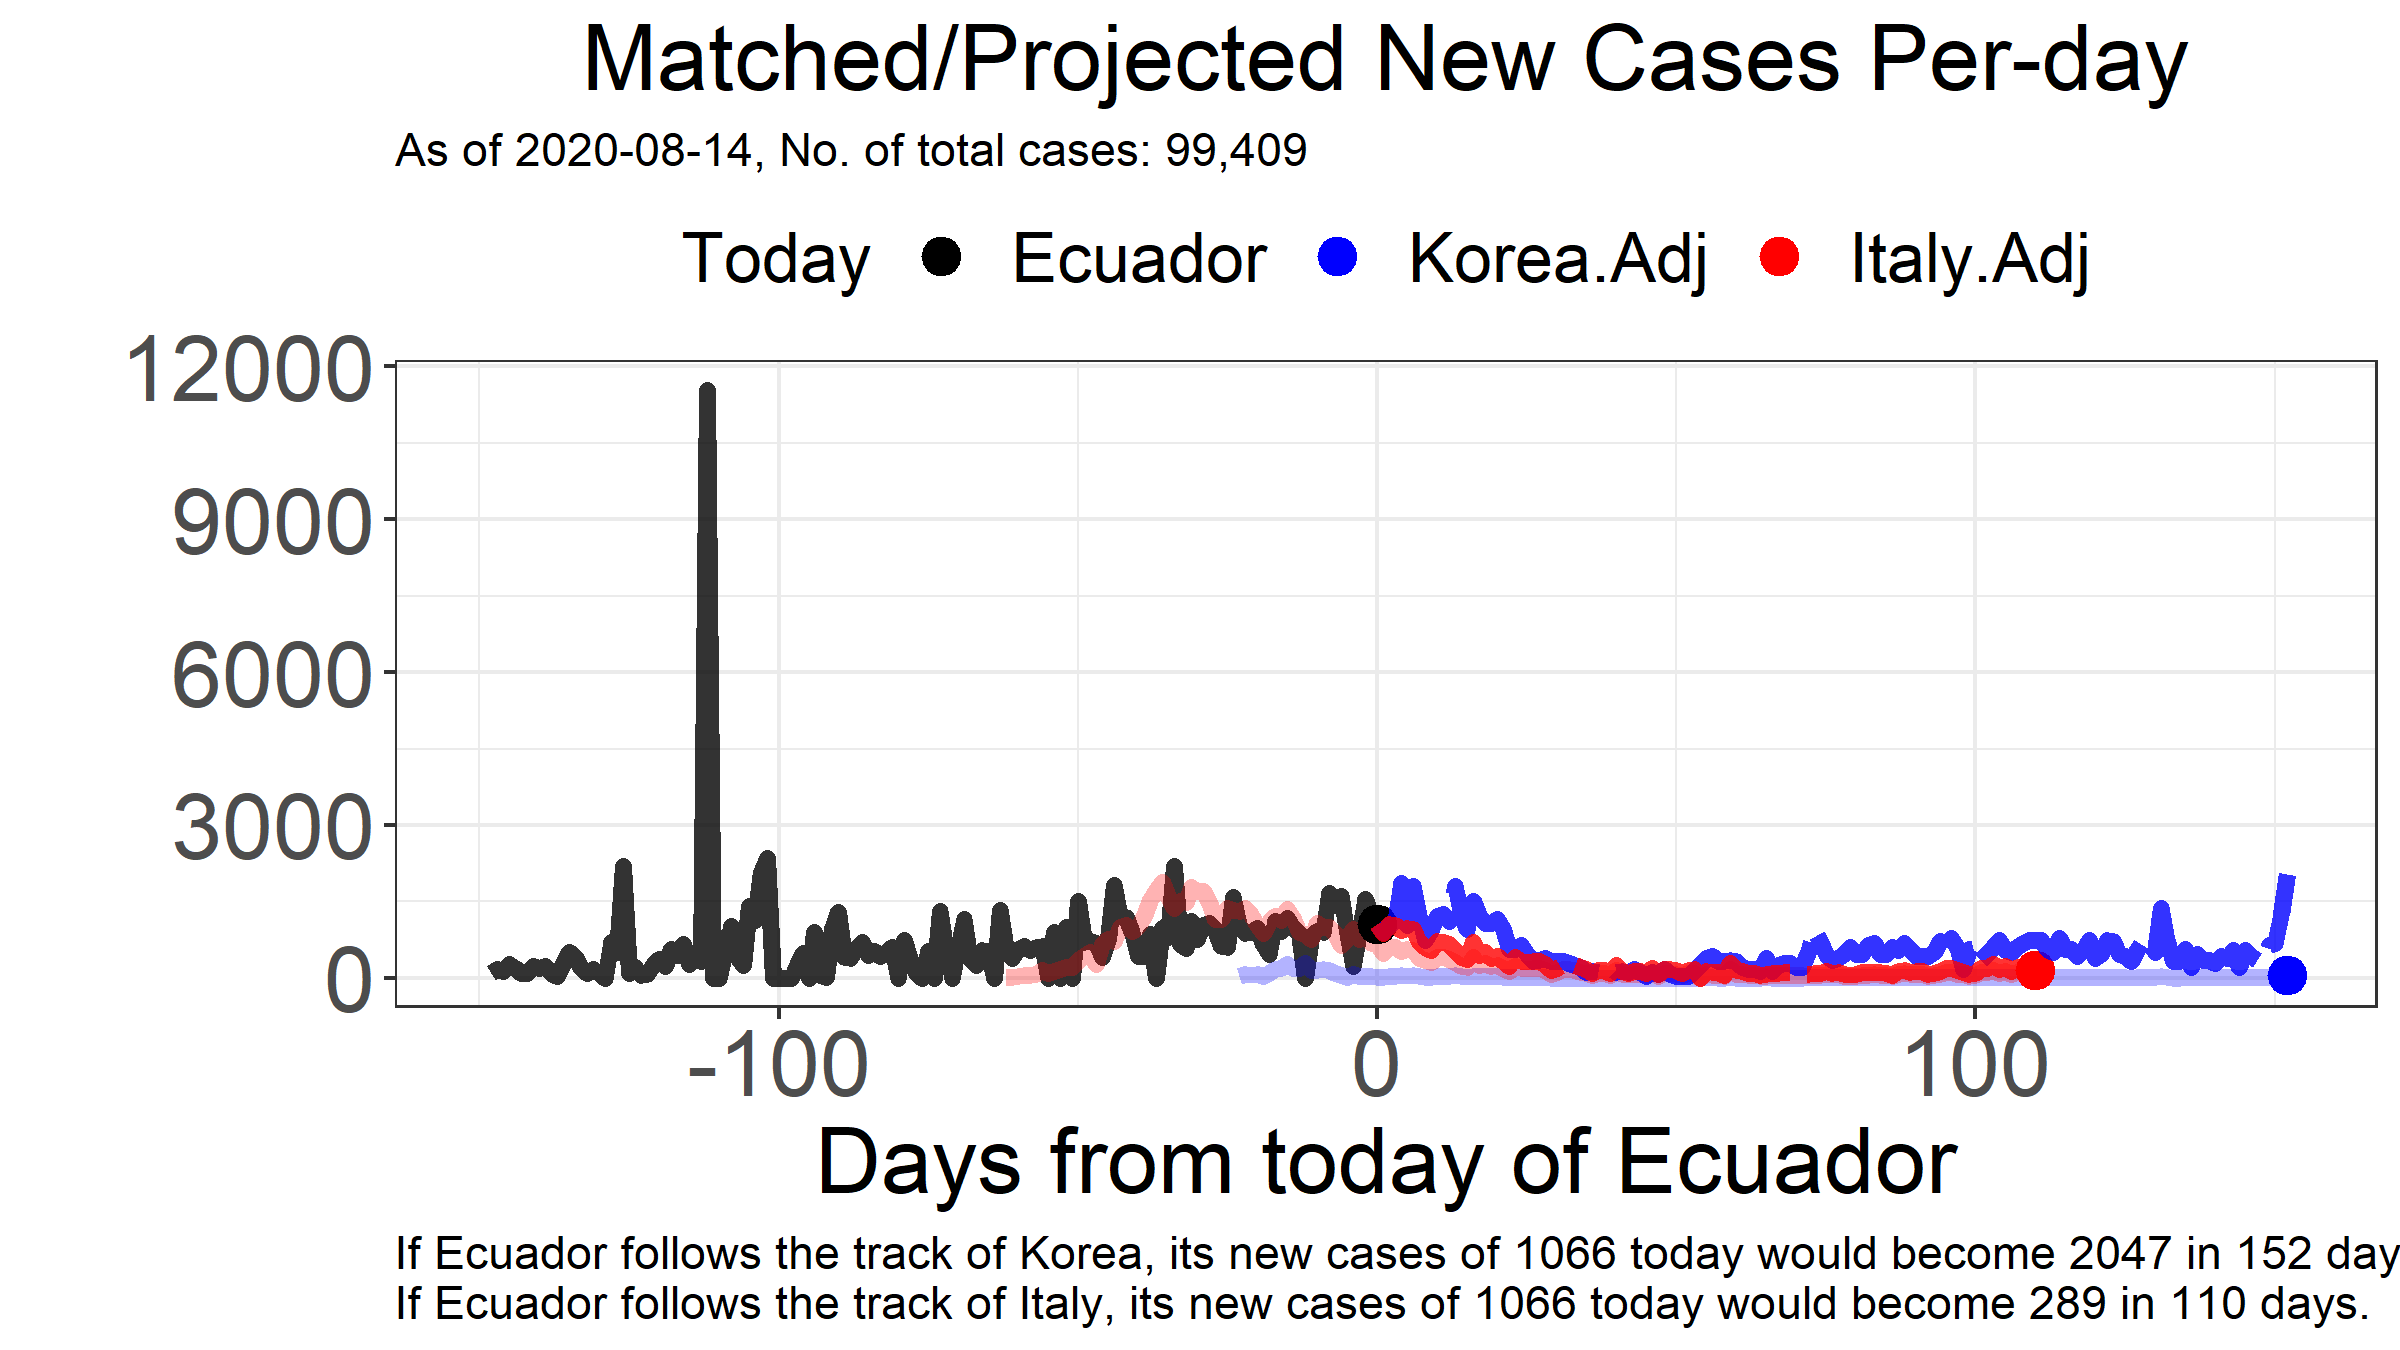 Matched/Projected New Cases Per-day
As of 2020-08-14, No. of total cases: 99,409
Today Ecuador Korea.Adj Italy.Adj
12000
9000
6000
3000
0
-100 0 100
Days from today of Ecuador
If Ecuador follows the track of Korea, its new cases of 1066 today would become 2047 in 152 day
If Ecuador follows the track of Italy, its new cases of 1066 today would become 289 in 110 days.